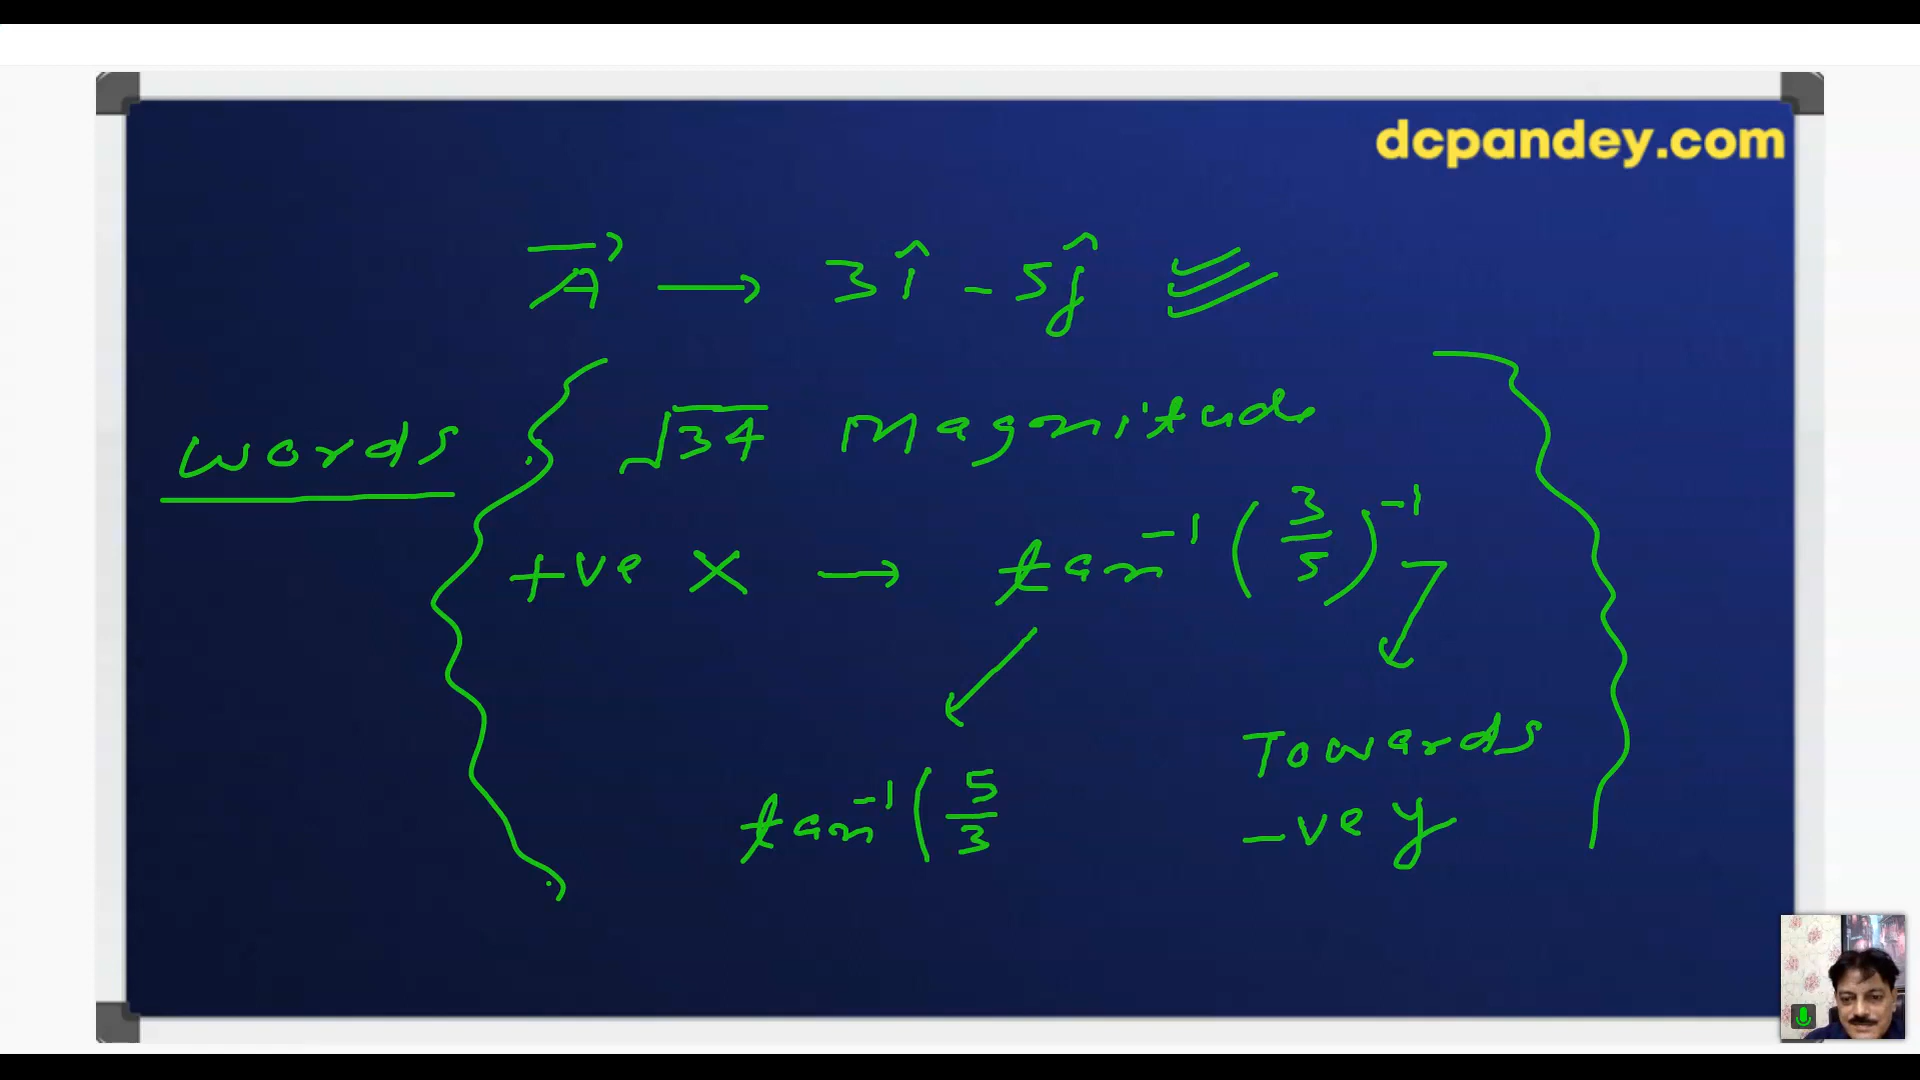 dcpandey.com
A⃗ → 3î - 5ĵ
words
√34 Magnitude
+ve X → tan⁻¹ (3/5)⁻¹
Towards
tan⁻¹ (5/3
-ve y